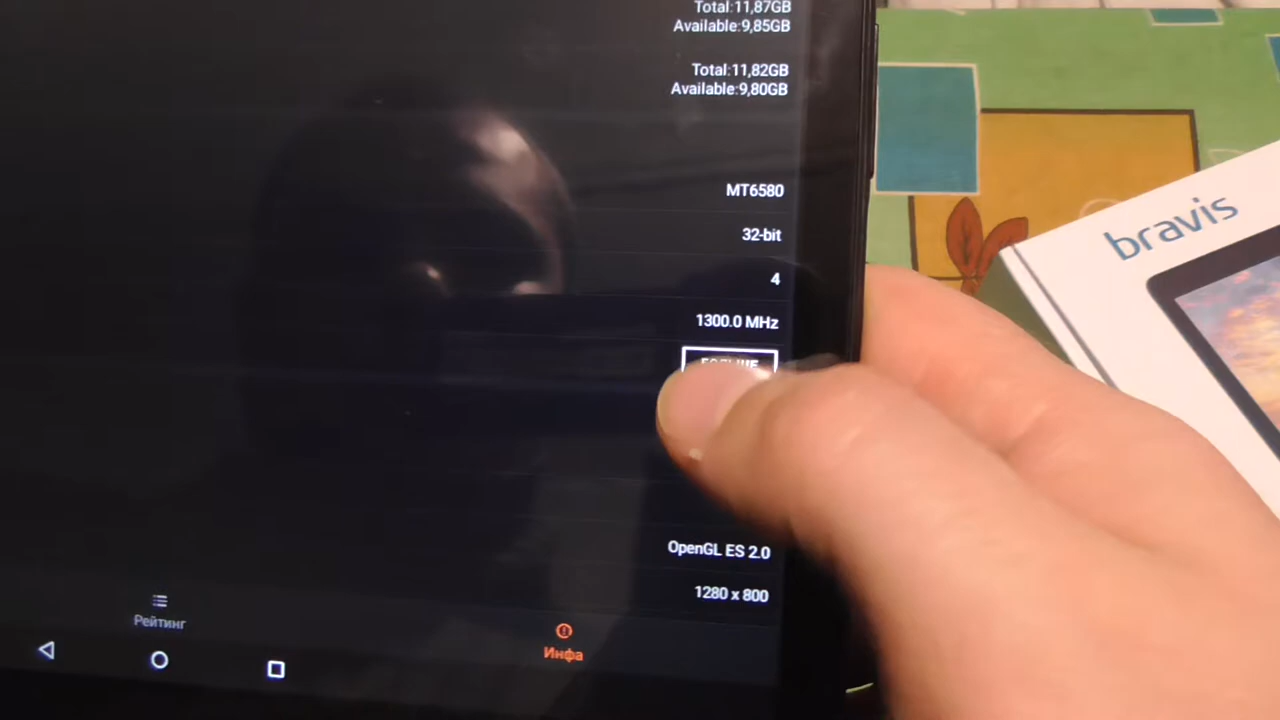 Total:11,87GB
Available:9,85GB
Total:11,82GB
Available:9,80GB
MT6580
32-bit
4
1300.0 MHz
OpenGL ES 2.0
1280 x 800
Рейтинг
Инфа
bravis